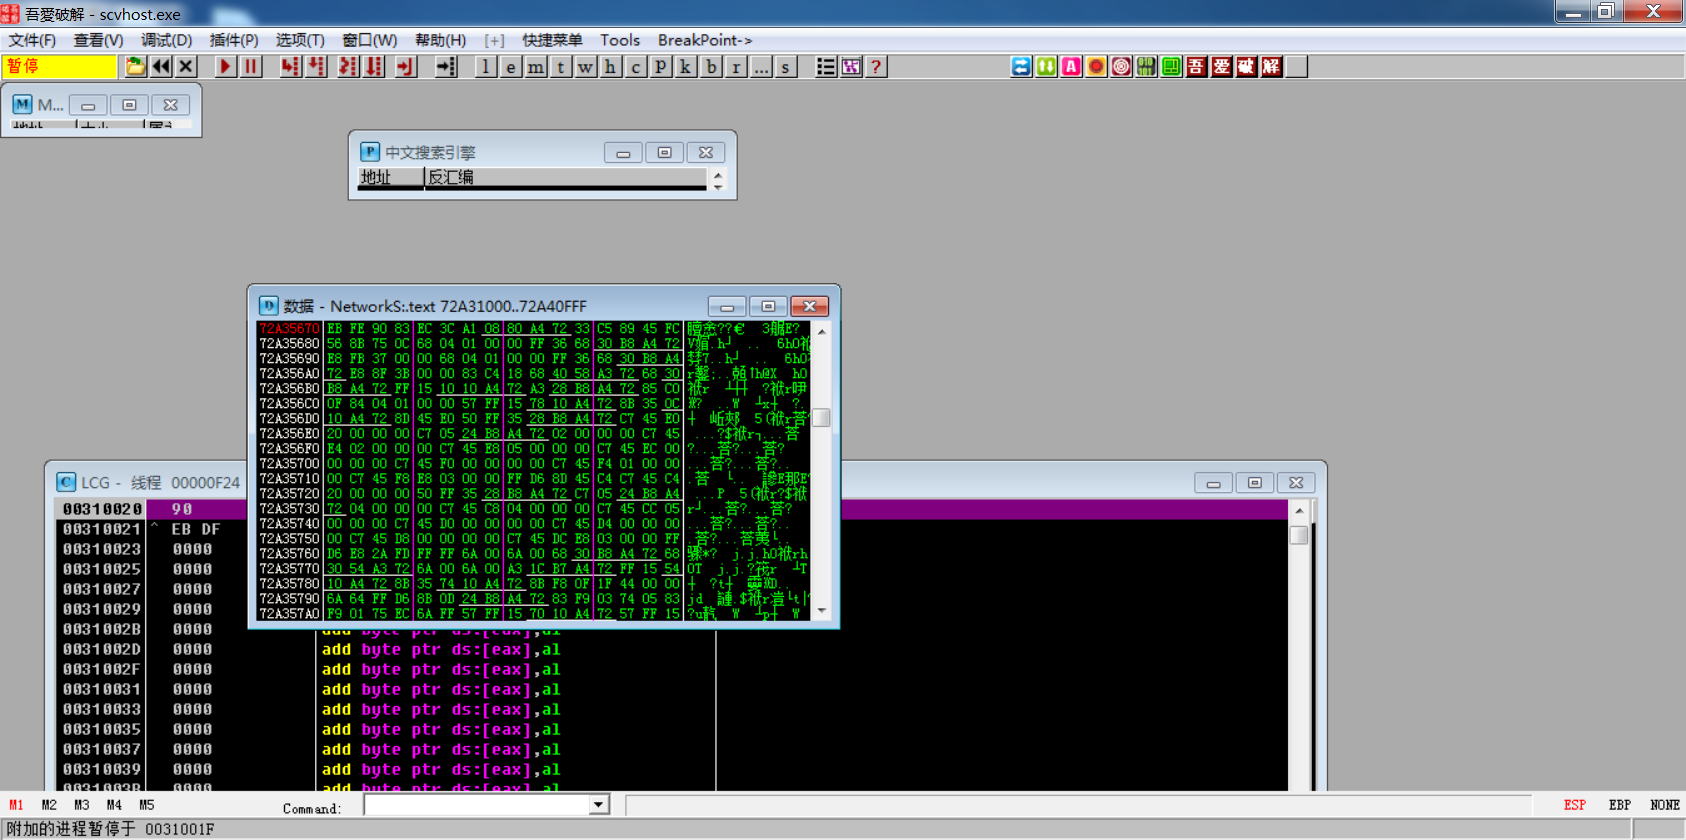 吾愛破解 - scvhost.exe
文件(F) 查看(V) 调试(D) 插件(P) 选项(T) 窗口(W) 帮助(H) [+] 快捷菜单 Tools BreakPoint->
暂停 l e m t w h c p k b r ... s ? A 吾 爱 破 解
M M...
地址 大小
P 中文搜索引擎
地址 反汇编
D 数据 - NetworkS:.text 72A31000..72A40FFF
72A35670 EB FE 90 83 EC 3C A1 08 80 A4 72 33 C5 89 45 FC
72A35680 56 8B 75 0C 68 04 01 00 00 FF 36 68 30 B8 A4 72
72A35690 E8 FB 37 00 00 68 04 01 00 00 FF 36 68 30 B8 A4
72A356A0 72 E8 8F 3B 00 00 83 C4 18 68 40 58 A3 72 68 30
72A356B0 B8 A4 72 FF 15 10 10 A4 72 A3 28 B8 A4 72 85 C0
72A356C0 0F 84 04 01 00 00 57 FF 15 78 10 A4 72 8B 35 0C
72A356D0 10 A4 72 8D 45 E0 50 FF 35 28 B8 A4 72 C7 45 E0
72A356E0 20 00 00 00 C7 05 24 B8 A4 72 02 00 00 00 C7 45
72A356F0 E4 02 00 00 00 C7 45 E8 05 00 00 00 C7 45 EC 00
72A35700 00 00 00 C7 45 F0 00 00 00 00 C7 45 F4 01 00 00
72A35710 00 C7 45 F8 E8 03 00 00 FF D6 8D 45 C4 C7 45 C4
72A35720 20 00 00 00 50 FF 35 28 B8 A4 72 C7 05 24 B8 A4
72A35730 72 04 00 00 00 C7 45 C8 04 00 00 00 C7 45 CC 05
72A35740 00 00 00 C7 45 D0 00 00 00 00 C7 45 D4 00 00 00
72A35750 00 C7 45 D8 00 00 00 00 C7 45 DC E8 03 00 00 FF
72A35760 D6 E8 2A FD FF FF 6A 00 6A 00 68 30 B8 A4 72 68
72A35770 30 54 A3 72 6A 00 6A 00 A3 1C B7 A4 72 FF 15 54
72A35780 10 A4 72 8B 35 74 10 A4 72 8B F8 0F 1F 44 00 00
72A35790 6A 64 FF D6 8B 0D 24 B8 A4 72 83 F9 03 74 05 83
72A357A0 F9 01 75 EC 6A FF 57 FF 15 70 10 A4 72 57 FF 15
C LCG - 线程 00000F24
00310020 90
00310021 ^ EB DF
00310023 0000
00310025 0000
00310027 0000
00310029 0000
0031002B 0000 add byte ptr ds:[eax],al
0031002D 0000 add byte ptr ds:[eax],al
0031002F 0000 add byte ptr ds:[eax],al
00310031 0000 add byte ptr ds:[eax],al
00310033 0000 add byte ptr ds:[eax],al
00310035 0000 add byte ptr ds:[eax],al
00310037 0000 add byte ptr ds:[eax],al
00310039 0000 add byte ptr ds:[eax],al
0031003B 0000 add byte ptr ds:[eax],al
M1 M2 M3 M4 M5 Command: ESP EBP NONE
附加的进程暂停于 0031001F